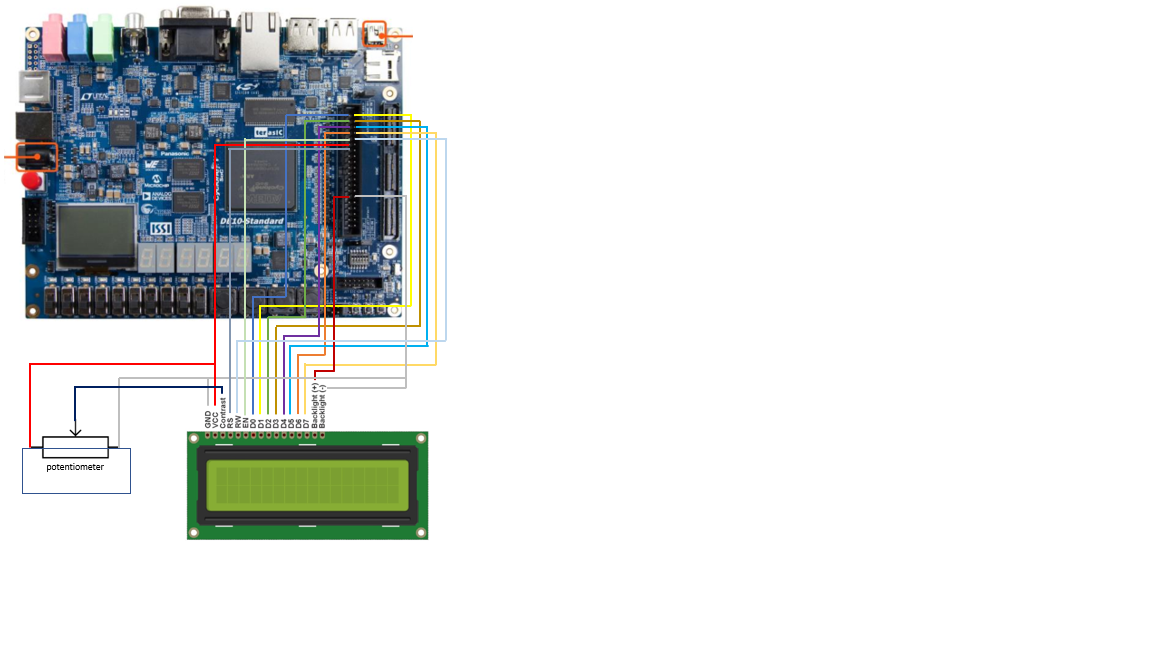 terasIC
Panasonic
MICROCHIP
ANALOG
DEVICES
ISSI
DE10-Standard
GND
VCC
Contrast
RS
RW
EN
D0
D1
D2
D3
D4
D5
D6
D7
Backlight (+)
Backlight (-)
potentiometer